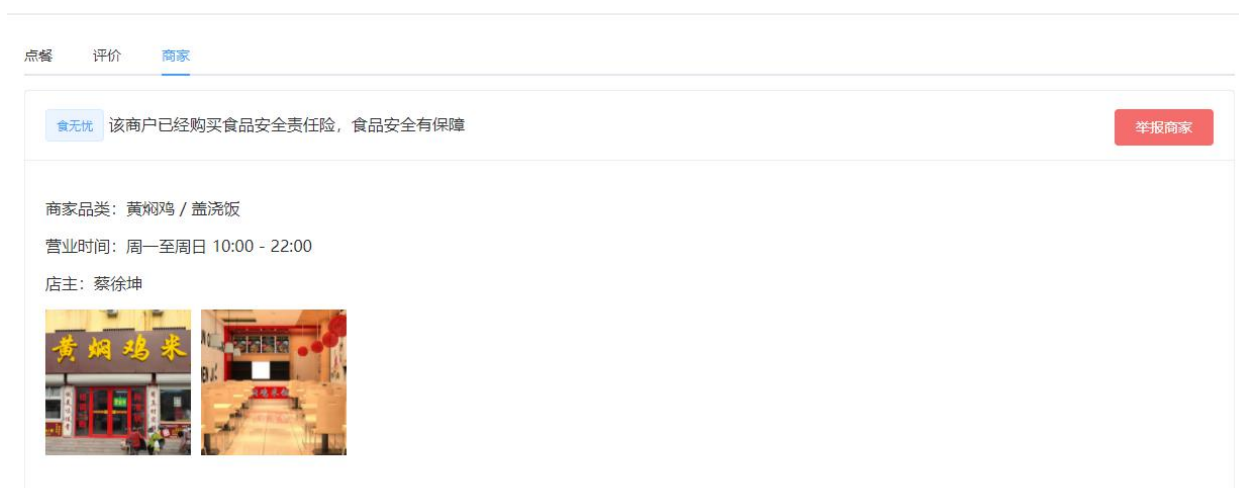 点餐 评价 商家
食无忧 该商户已经购买食品安全责任险，食品安全有保障 举报商家
商家品类：黄焖鸡 / 盖浇饭
营业时间：周一至周日 10:00 - 22:00
店主：蔡徐坤
黄焖鸡米